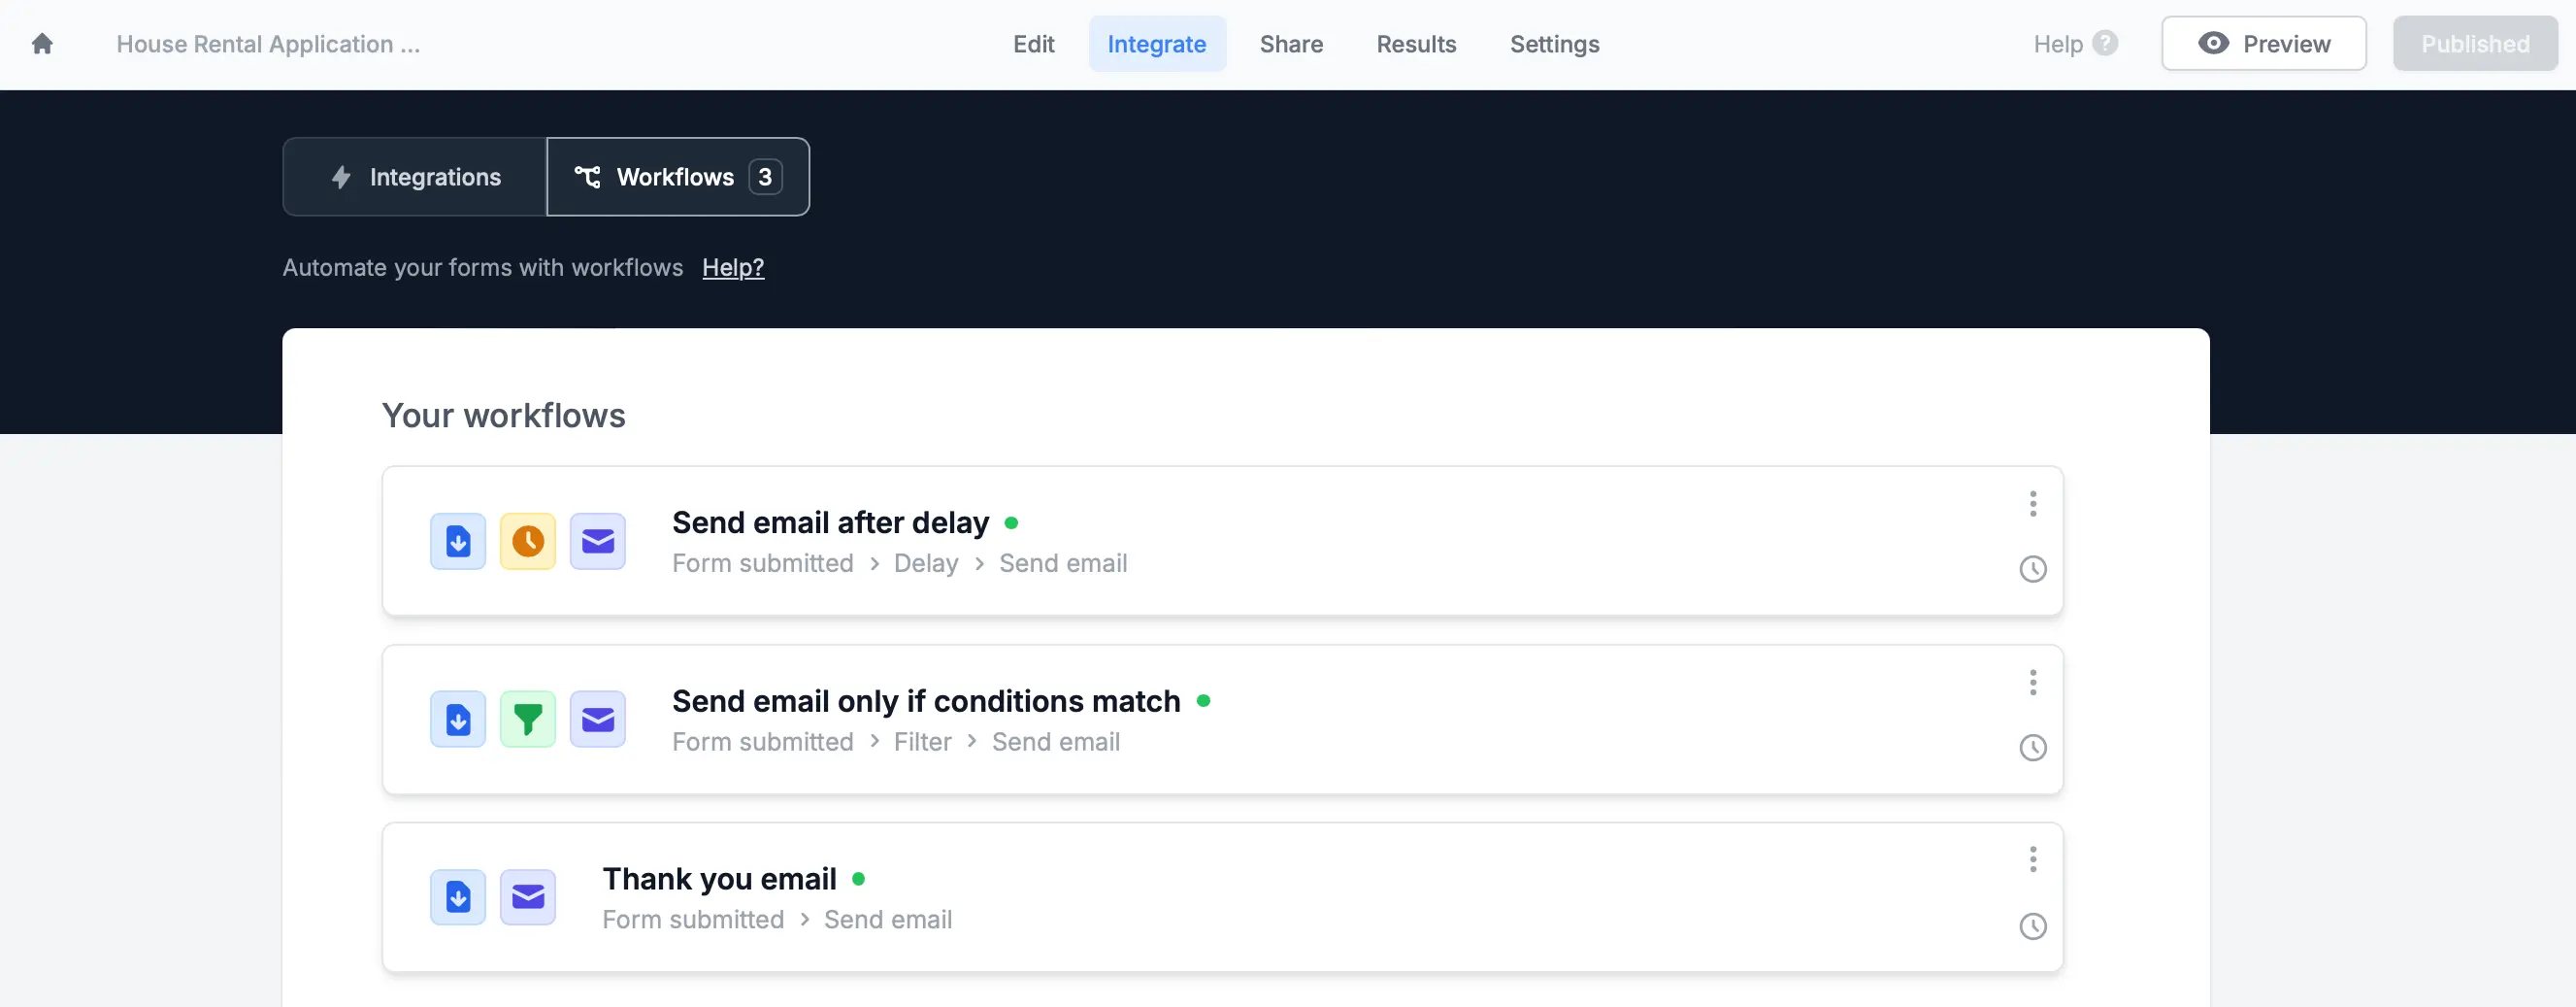 House Rental Application ...
Edit
Integrate
Share
Results
Settings
Help ?
Preview
Published
Integrations
Workflows 3
Automate your forms with workflows Help?
Your workflows
Send email after delay
Form submitted > Delay > Send email
Send email only if conditions match
Form submitted > Filter > Send email
Thank you email
Form submitted > Send email